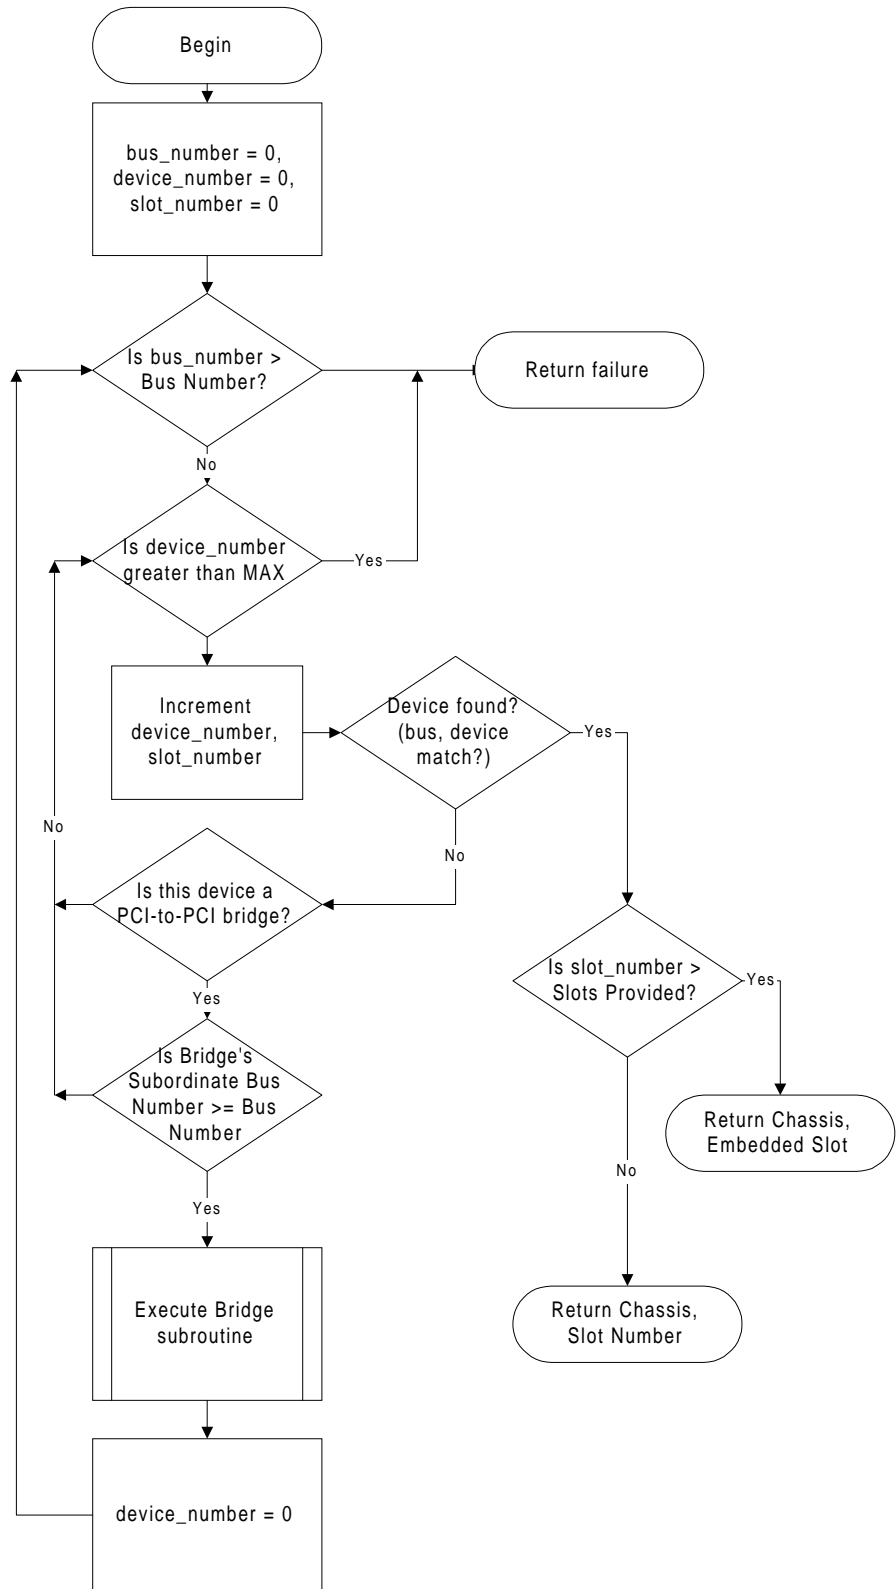 Begin
bus_number = 0,
device_number = 0,
slot_number = 0
Is bus_number >
Bus Number?
Return failure
No
Is device_number
greater than MAX
Yes
Increment
device_number,
slot_number
Device found?
(bus, device
match?)
Yes
No
No
Is this device a
PCI-to-PCI bridge?
Is slot_number >
Slots Provided?
Yes
Yes
Is Bridge's
Subordinate Bus
Number >= Bus
Number
Return Chassis,
Embedded Slot
No
Yes
Execute Bridge
subroutine
Return Chassis,
Slot Number
device_number = 0